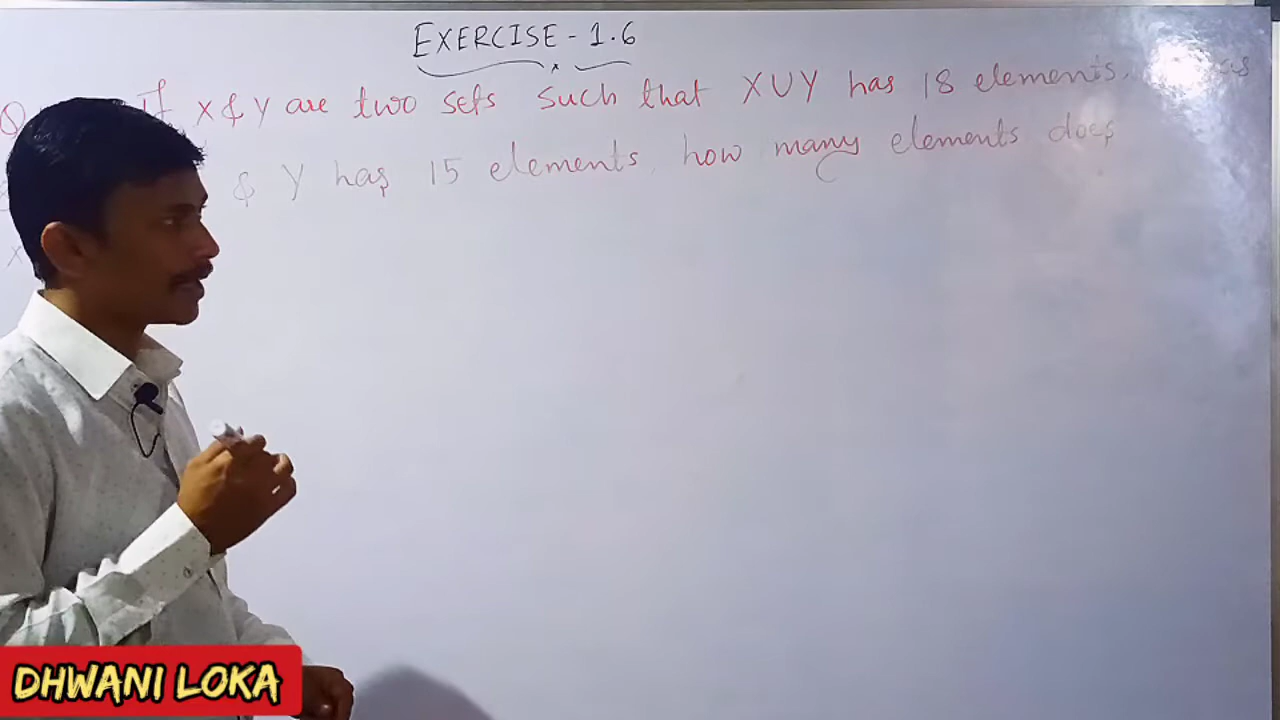 EXERCISE - 1.6
Q If X & Y are two sets such that X∪Y has 18 elements,
& Y has 15 elements, how many elements does
X
DHWANI LOKA